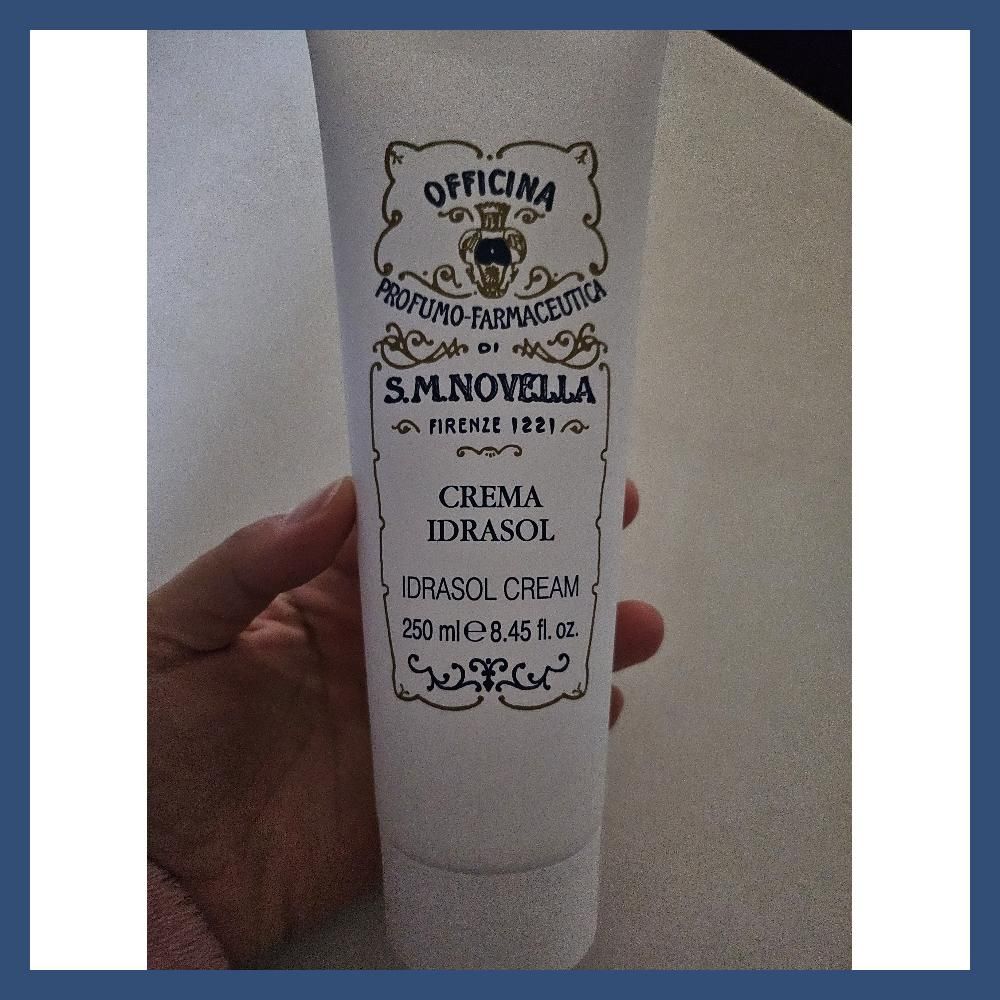 OFFICINA
PROFUMO-FARMACEUTICA
DI
S.M.NOVELLA
FIRENZE 1221
CREMA
IDRASOL
IDRASOL CREAM
250 ml ℮ 8.45 fl. oz.